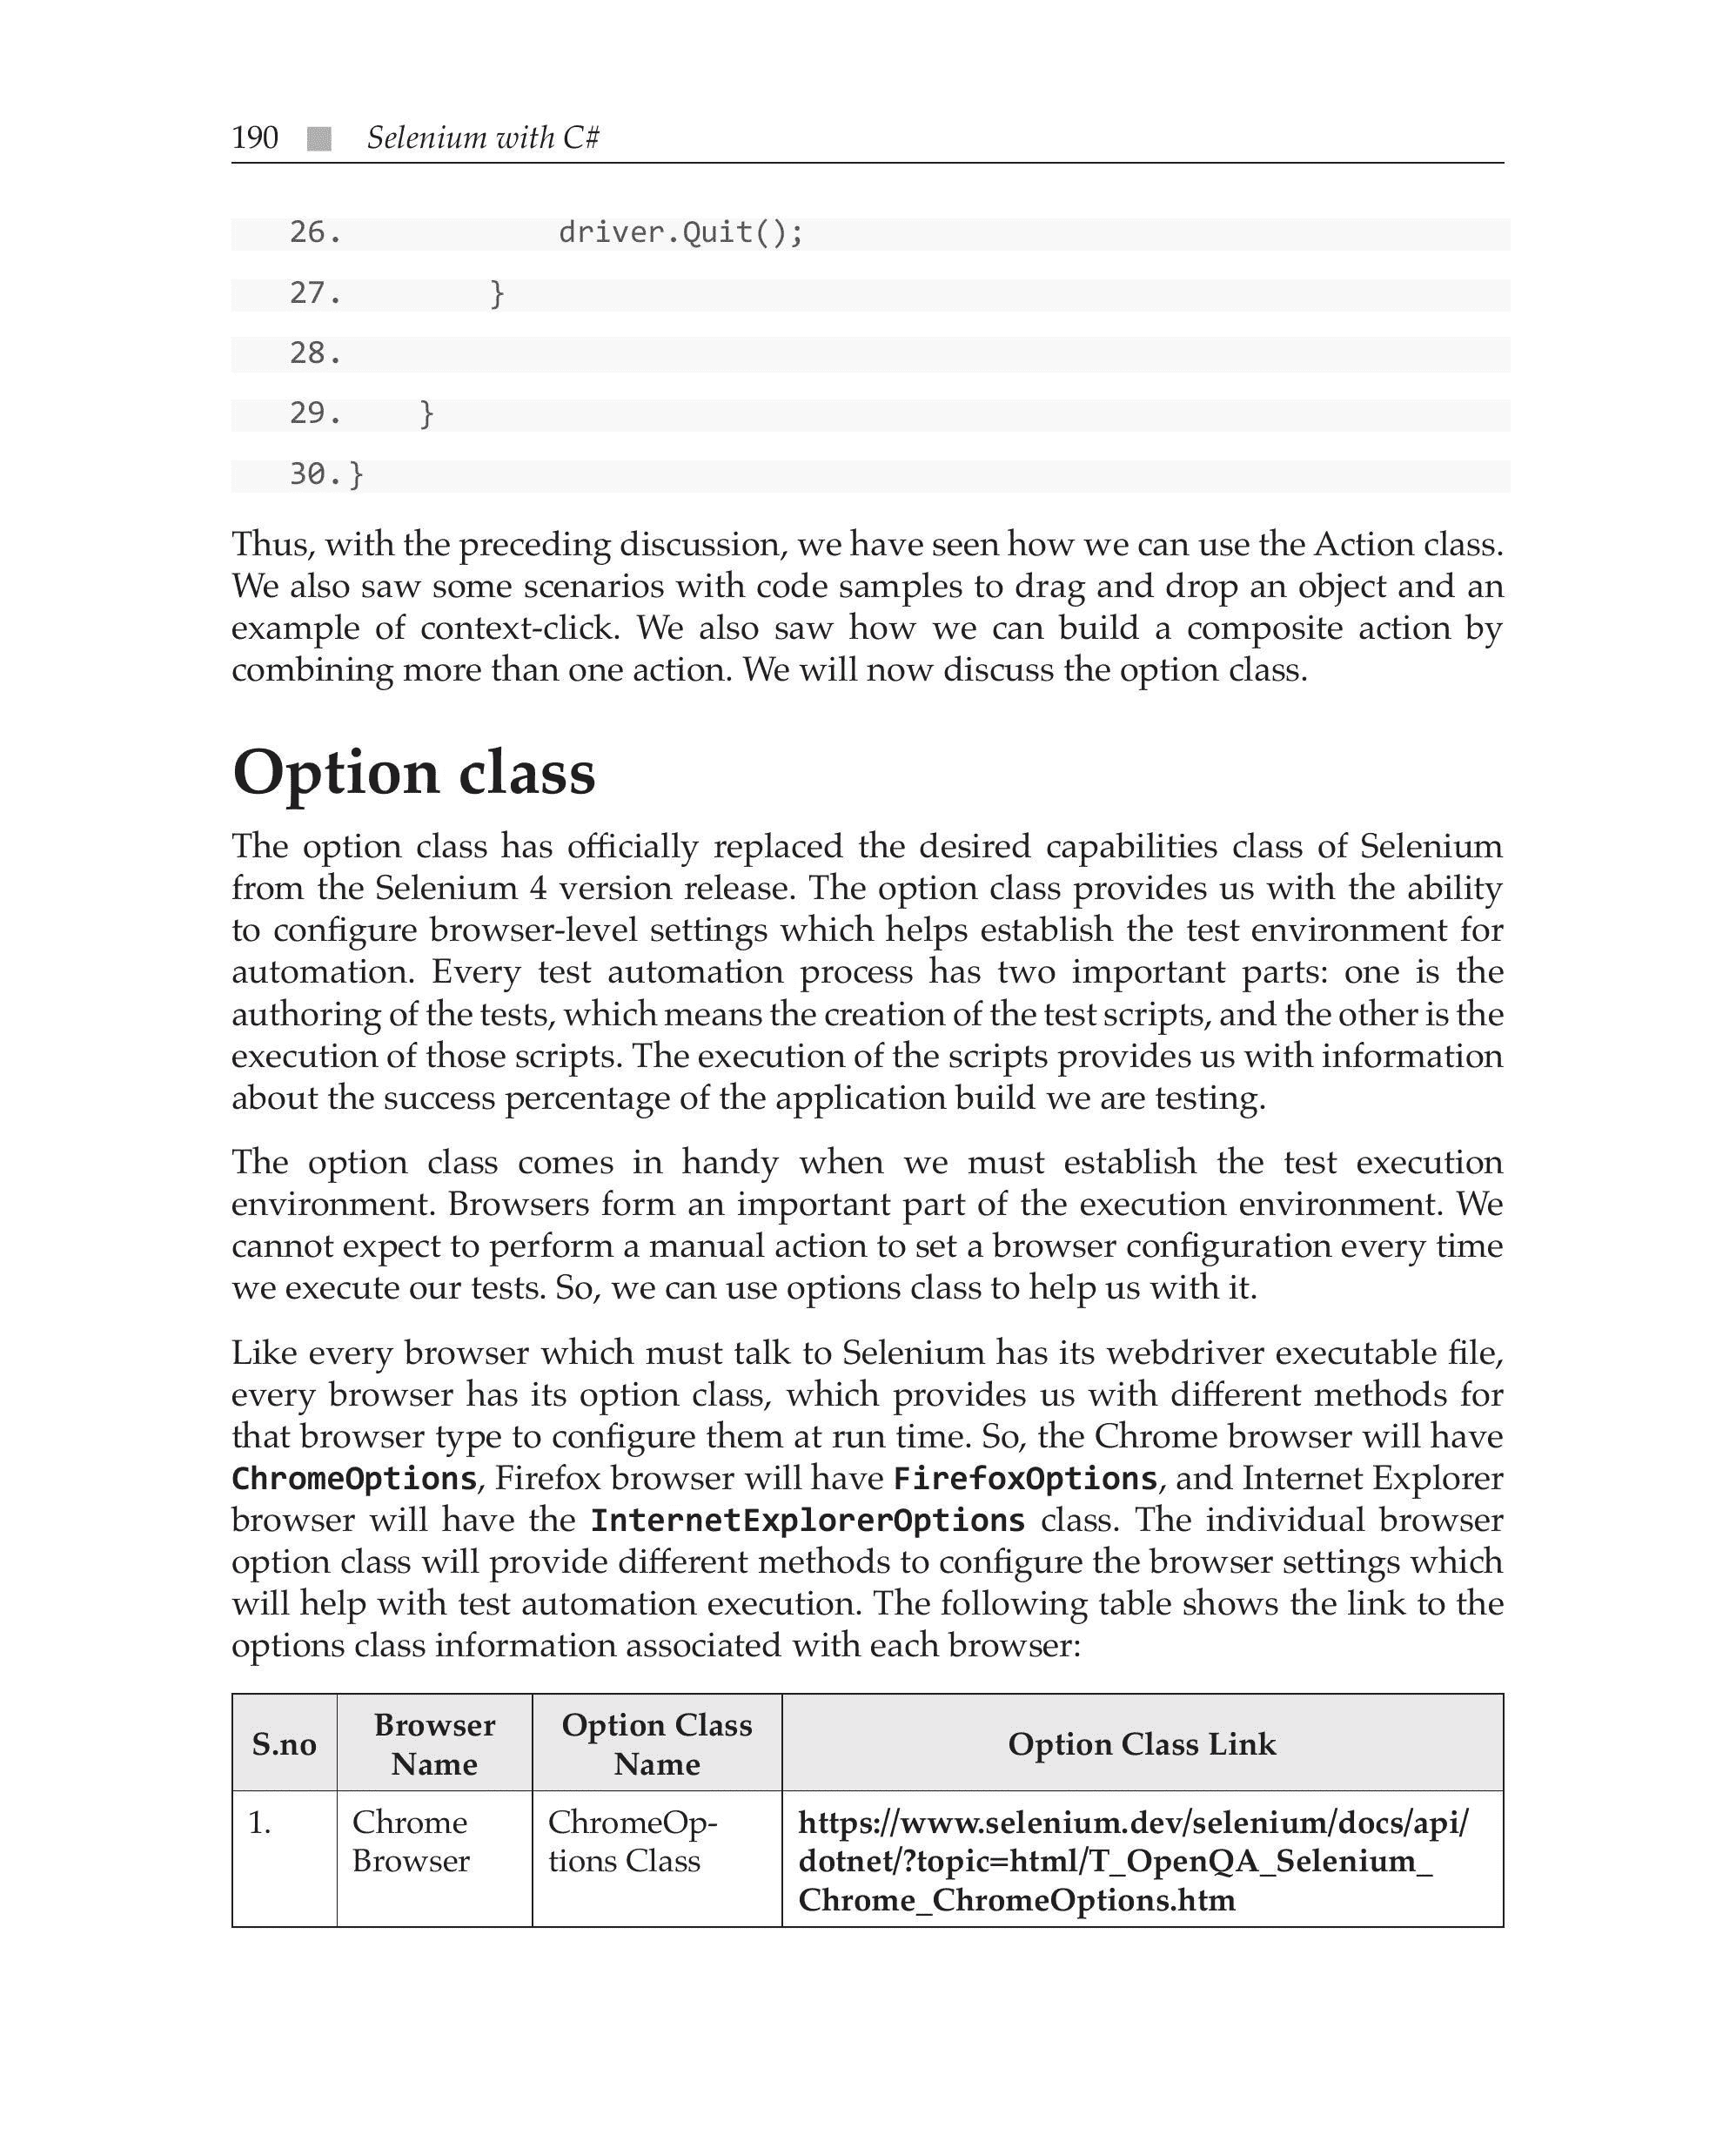 190 Selenium with C#
26. driver.Quit();
27. }
28.
29. }
30.}
Thus, with the preceding discussion, we have seen how we can use the Action class.
We also saw some scenarios with code samples to drag and drop an object and an
example of context-click. We also saw how we can build a composite action by
combining more than one action. We will now discuss the option class.
Option class
The option class has officially replaced the desired capabilities class of Selenium
from the Selenium 4 version release. The option class provides us with the ability
to configure browser-level settings which helps establish the test environment for
automation. Every test automation process has two important parts: one is the
authoring of the tests, which means the creation of the test scripts, and the other is the
execution of those scripts. The execution of the scripts provides us with information
about the success percentage of the application build we are testing.
The option class comes in handy when we must establish the test execution
environment. Browsers form an important part of the execution environment. We
cannot expect to perform a manual action to set a browser configuration every time
we execute our tests. So, we can use options class to help us with it.
Like every browser which must talk to Selenium has its webdriver executable file,
every browser has its option class, which provides us with different methods for
that browser type to configure them at run time. So, the Chrome browser will have
ChromeOptions, Firefox browser will have FirefoxOptions, and Internet Explorer
browser will have the InternetExplorerOptions class. The individual browser
option class will provide different methods to configure the browser settings which
will help with test automation execution. The following table shows the link to the
options class information associated with each browser:
S.no
Browser
Name
Option Class
Name
Option Class Link
1.
Chrome
Browser
ChromeOp-
tions Class
https://www.selenium.dev/selenium/docs/api/
dotnet/?topic=html/T_OpenQA_Selenium_
Chrome_ChromeOptions.htm